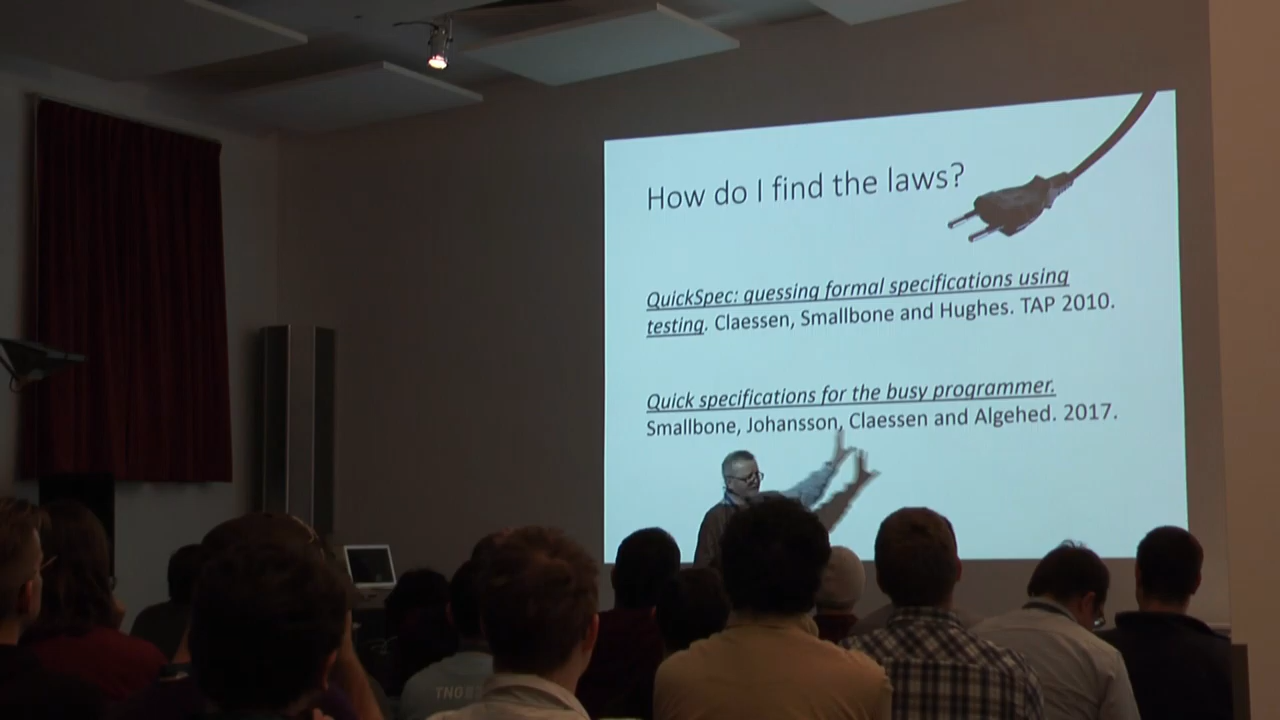 How do I find the laws?
QuickSpec: guessing formal specifications using
testing. Claessen, Smallbone and Hughes. TAP 2010.
Quick specifications for the busy programmer.
Smallbone, Johansson, Claessen and Algehed. 2017.
TNG